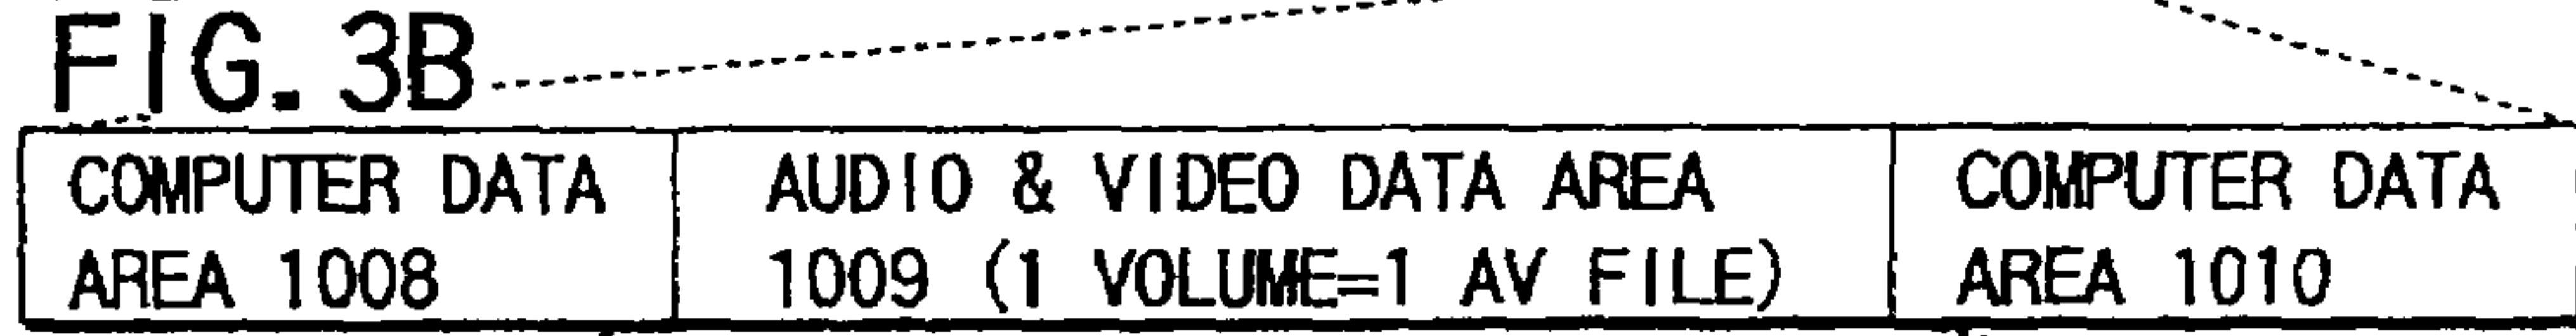 FIG. 3B
COMPUTER DATA AUDIO & VIDEO DATA AREA COMPUTER DATA
AREA 1008 1009 (1 VOLUME=1 AV FILE) AREA 1010